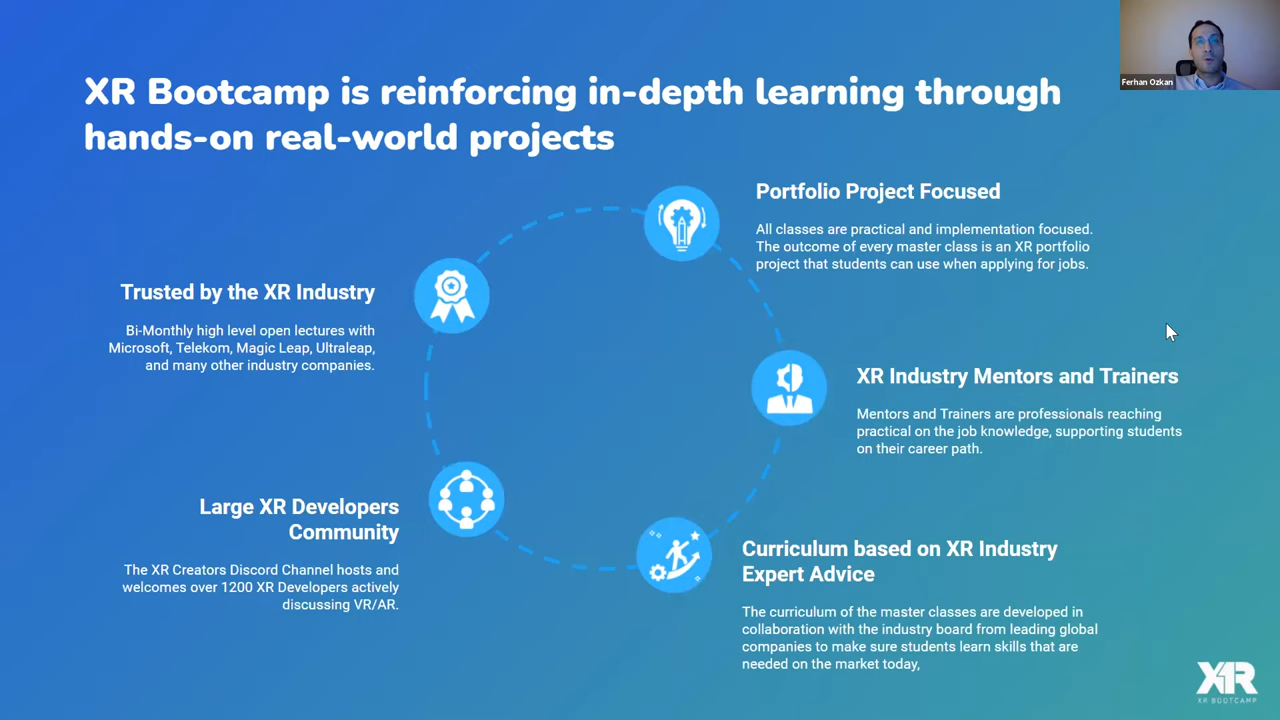 Ferhan Ozkan
XR Bootcamp is reinforcing in-depth learning through
hands-on real-world projects
Portfolio Project Focused
All classes are practical and implementation focused.
The outcome of every master class is an XR portfolio
project that students can use when applying for jobs.
Trusted by the XR Industry
Bi-Monthly high level open lectures with
Microsoft, Telekom, Magic Leap, Ultraleap,
and many other industry companies.
XR Industry Mentors and Trainers
Mentors and Trainers are professionals reaching
practical on the job knowledge, supporting students
on their career path.
Large XR Developers
Community
The XR Creators Discord Channel hosts and
welcomes over 1200 XR Developers actively
discussing VR/AR.
Curriculum based on XR Industry
Expert Advice
The curriculum of the master classes are developed in
collaboration with the industry board from leading global
companies to make sure students learn skills that are
needed on the market today,
XR
XR BOOTCAMP